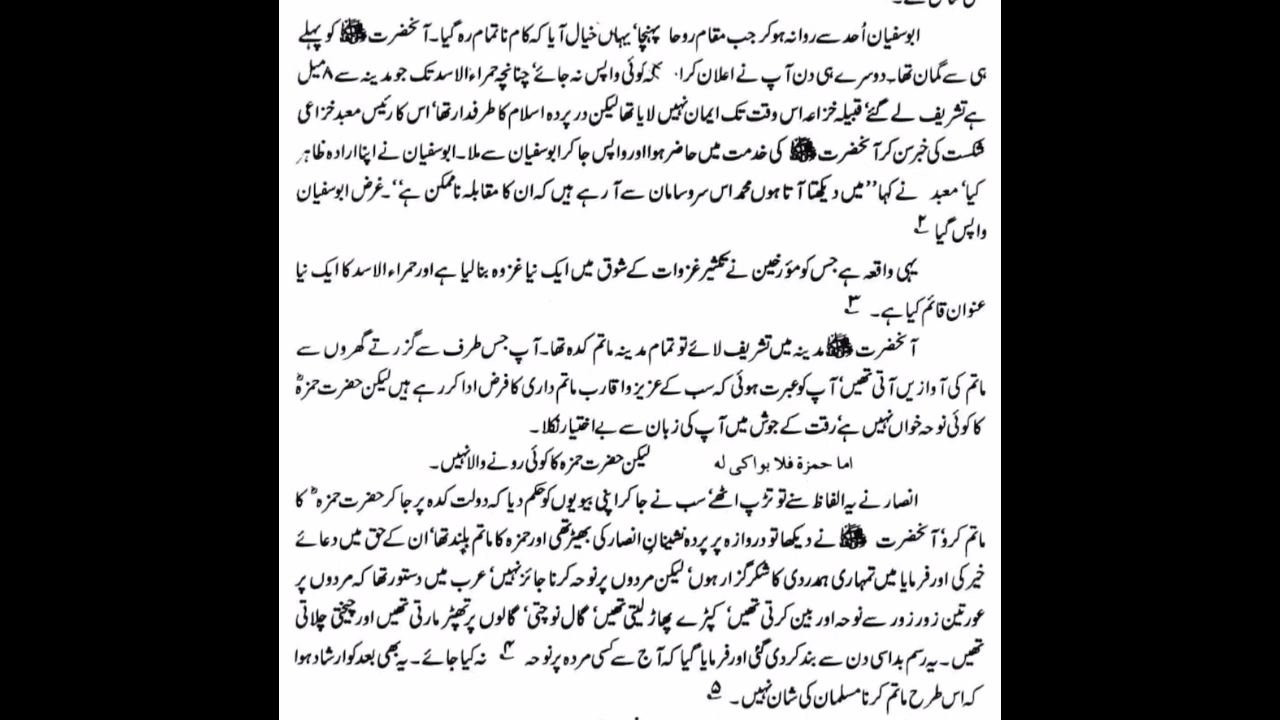 ابوسفیان اُحد سے روانہ ہوکر جب مقام روحا پہنچا’ یہاں خیال آیا کہ کام ناتمام رہ گیا۔ آنحضرت ﷺ کو پہلے
ہی سے گمان تھا۔ دوسرے ہی دن آپ نے اعلان کرا کہ کوئی واپس نہ جائے’ چنانچہ حمراء الاسد تک جو مدینہ سے ۸ میل
ہے تشریف لے گئے’ قبیلہ خزاعہ اس وقت تک ایمان نہیں لایا تھا لیکن در پردہ اسلام کا طرفدار تھا’ اس کا رئیس معبد خزاعی
شکست کی خبر سن کر آنحضرت ﷺ کی خدمت میں حاضر ہوا اور واپس جا کر ابوسفیان سے ملا۔ ابوسفیان نے اپنا ارادہ ظاہر
کیا’ معبد نے کہا ’’میں دیکھتا آتا ہوں محمد اس سروسامان سے آرہے ہیں کہ ان کا مقابلہ ناممکن ہے‘‘۔ غرض ابوسفیان
واپس گیا ۲؎
یہی واقعہ ہے جس کو مؤرخین نے تکثیر غزوات کے شوق میں ایک نیا غزوہ بنا لیا ہے اور حمراء الاسد کا ایک نیا
عنوان قائم کیا ہے۔ ۳؎
آنحضرت ﷺ مدینہ میں تشریف لائے تو تمام مدینہ ماتم کدہ تھا۔ آپ جس طرف سے گزرتے گھروں سے
ماتم کی آوازیں آتی تھیں’ آپ کو عبرت ہوئی کہ سب کے عزیز و اقارب ماتم داری کا فرض ادا کر رہے ہیں لیکن حضرت حمزہؓ
کا کوئی نوحہ خواں نہیں ہے’ رقت کے جوش میں آپ کی زبان سے بے اختیار نکلا۔
اما حمزة فلا بواکی له لیکن حضرت حمزہ کا کوئی رونے والا نہیں۔
انصار نے یہ الفاظ سنے تو تڑپ اٹھے’ سب نے جا کر اپنی بیویوں کو حکم دیا کہ دولت کدہ پر جا کر حضرت حمزہؓ کا
ماتم کرو’ آنحضرت ﷺ نے دیکھا تو دروازہ پر پردہ نشینانِ انصار کی بھیڑ تھی اور حمزہ کا ماتم بلند تھا’ ان کے حق میں دعائے
خیر کی اور فرمایا میں تمہاری ہمدردی کا شکر گزار ہوں’ لیکن مردوں پر نوحہ کرنا جائز نہیں’ عرب میں دستور تھا کہ مردوں پر
عورتین زور زور سے نوحہ اور بین کرتی تھیں’ کپڑے پھاڑ لیتی تھیں’ گال نوچتی’ گالوں پر تھپڑ مارتی تھیں اور چیختی چلاتی
تھیں۔ یہ رسم بد اسی دن سے بند کردی گئی اور فرمایا گیا کہ آج سے کسی مردہ پر نوحہ ۴؎ نہ کیا جائے۔ یہ بھی بعد کو ارشاد ہوا
کہ اس طرح ماتم کرنا مسلمان کی شان نہیں۔ ۵؎